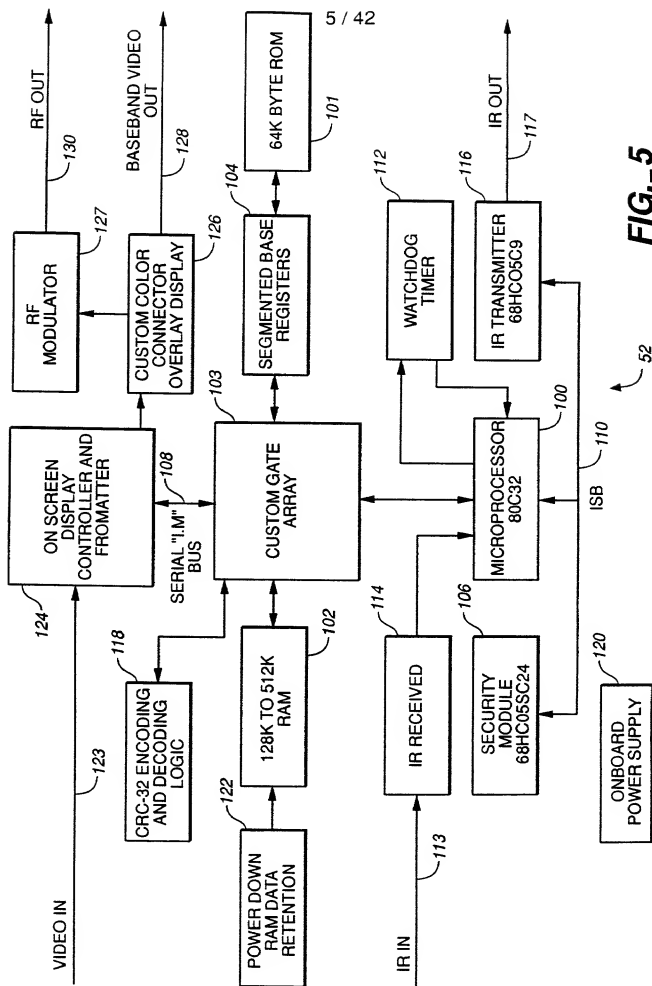 5 / 42
VIDEO IN
123
124
ON SCREEN
DISPLAY
CONTROLLER AND
FROMATTER
RF
MODULATOR
127
RF OUT
130
CUSTOM COLOR
CONNECTOR
OVERLAY DISPLAY
126
BASEBAND VIDEO
OUT
128
118
CRC-32 ENCODING
AND DECODING
LOGIC
SERIAL "I.M"
BUS
108
122
POWER DOWN
RAM DATA
RETENTION
128K TO 512K
RAM
102
CUSTOM GATE
ARRAY
103
SEGMENTED BASE
REGISTERS
104
64K BYTE ROM
101
IR IN
113
IR RECEIVED
114
WATCHDOG
TIMER
112
SECURITY
MODULE
68HC05SC24
106
MICROPROCESSOR
80C32
100
IR TRANSMITTER
68HCO5C9
116
IR OUT
117
ISB
110
ONBOARD
POWER SUPPLY
120
52
FIG._5